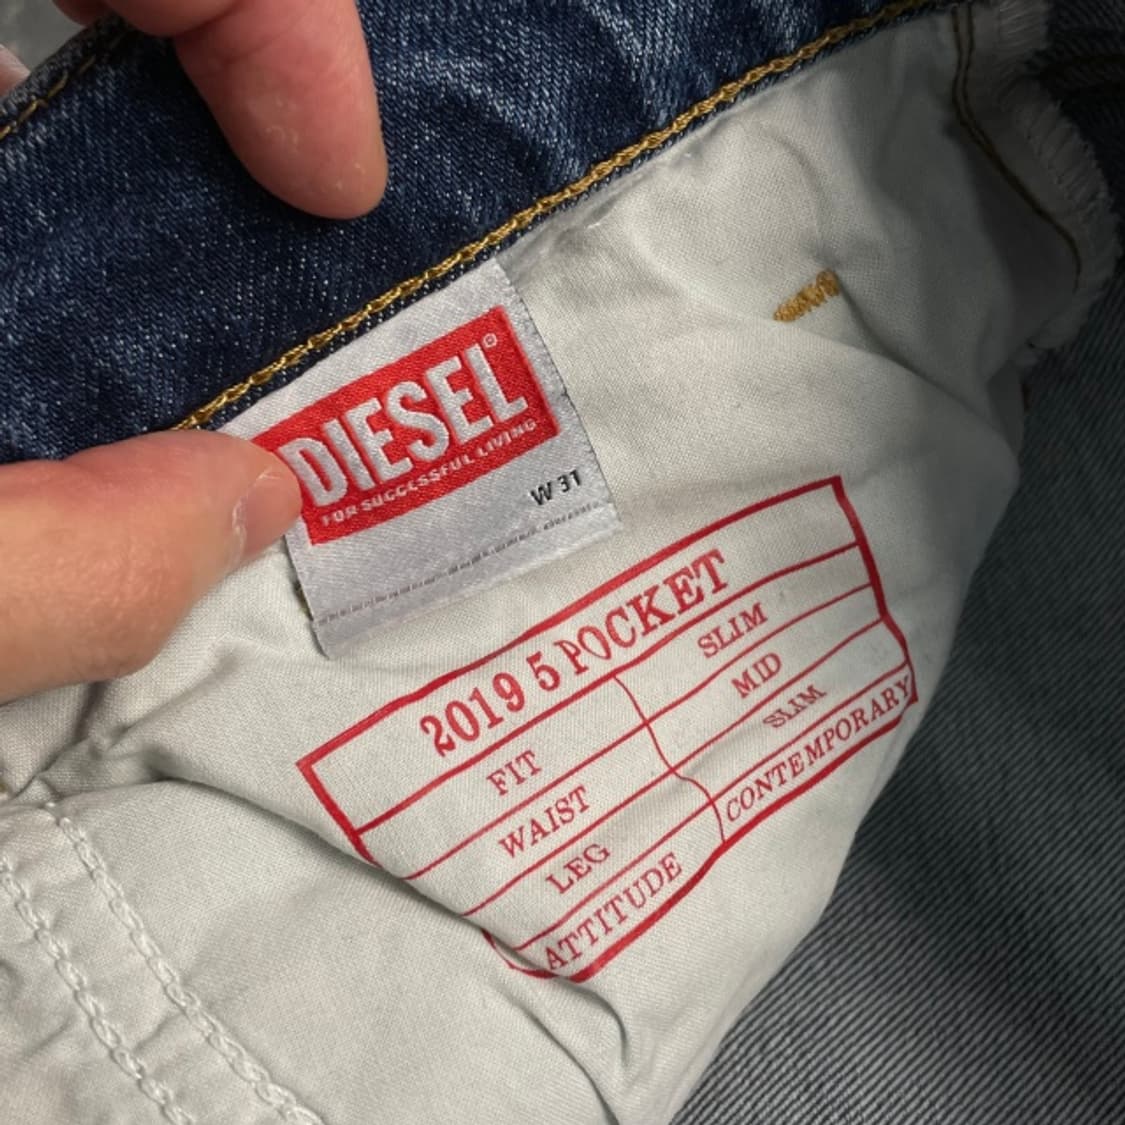 DIESEL®
FOR SUCCESSFUL LIVING
W 31
2019 5 POCKET
FIT SLIM
WAIST MID
LEG SLIM
ATTITUDE CONTEMPORARY